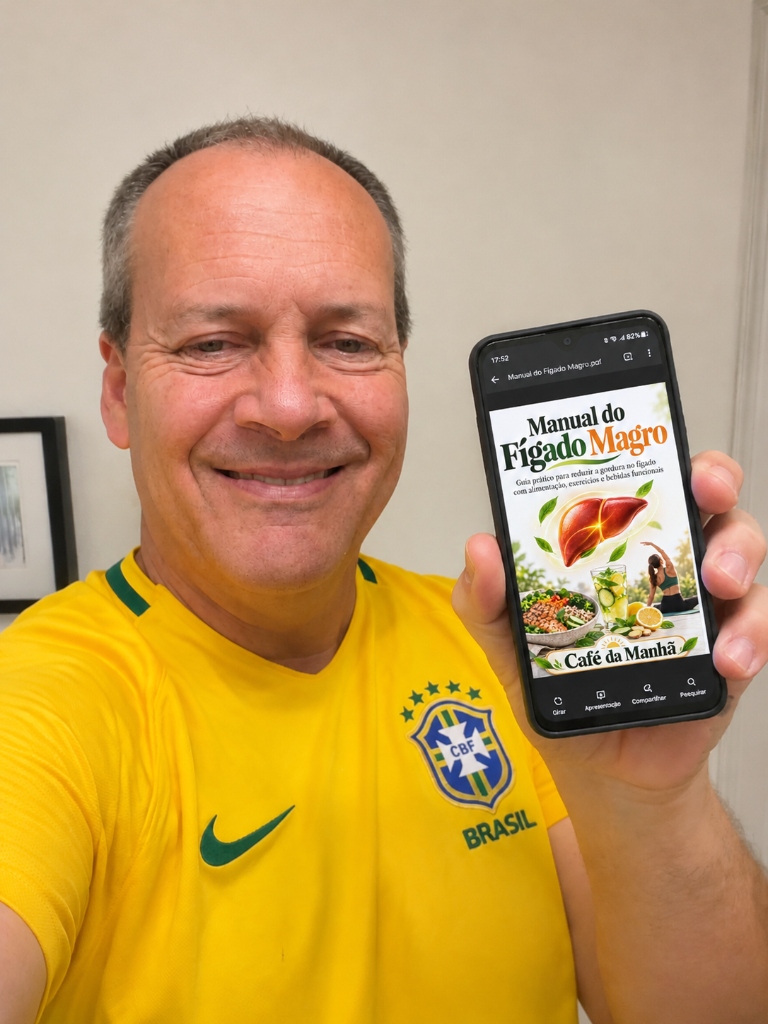 17:52
82%
Manual do Fígado Magro.pdf
Manual do
Fígado Magro
Guia prático para reduzir a gordura no fígado
com alimentação, exercícios e bebidas funcionais
Café da Manhã
Girar
Apresentação
Compartilhar
Pesquisar
CBF
BRASIL